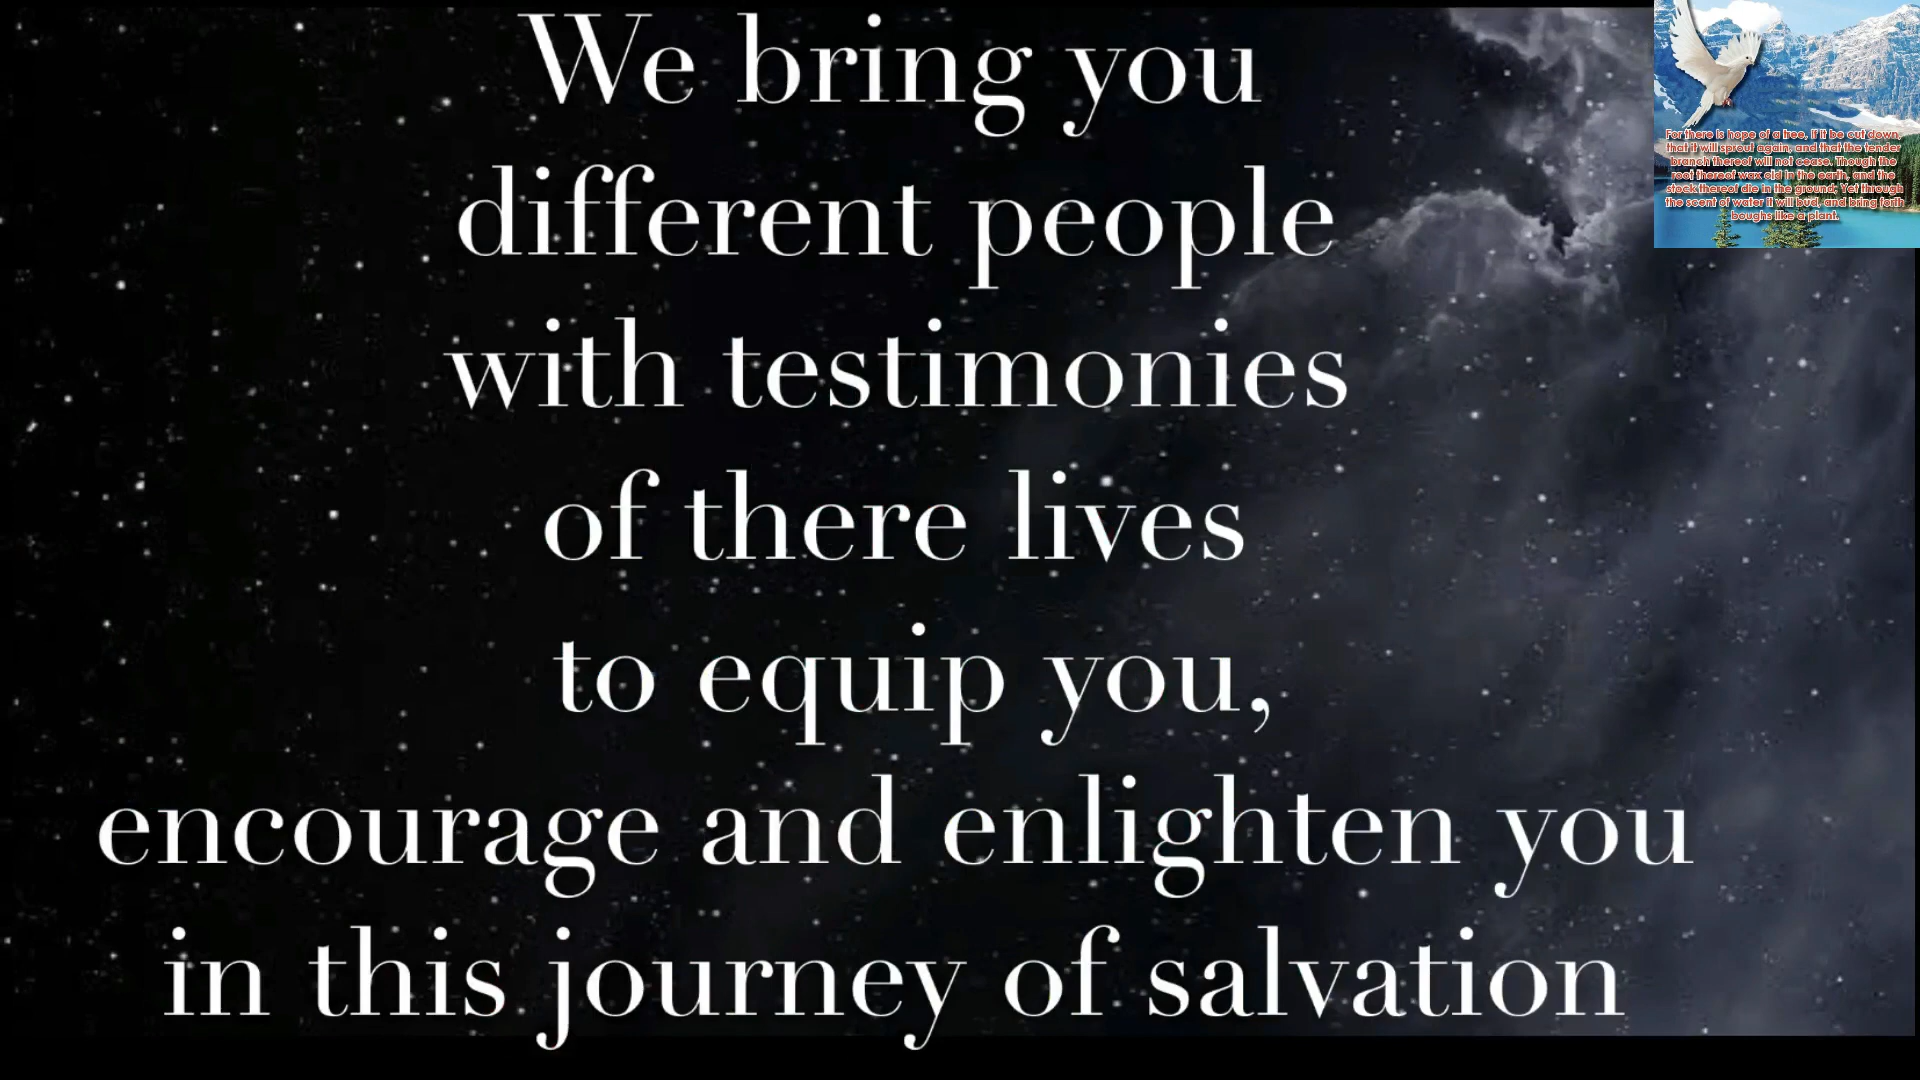 We bring you
different people
with testimonies
of there lives
to equip you,
encourage and enlighten you
in this journey of salvation
For there is hope of a tree, if it be cut down,
that it will sprout again, and that the tender
branch thereof will not cease. Though the
root thereof wax old in the earth, and the
stock thereof die in the ground; Yet through
the scent of water it will bud, and bring forth
boughs like a plant.